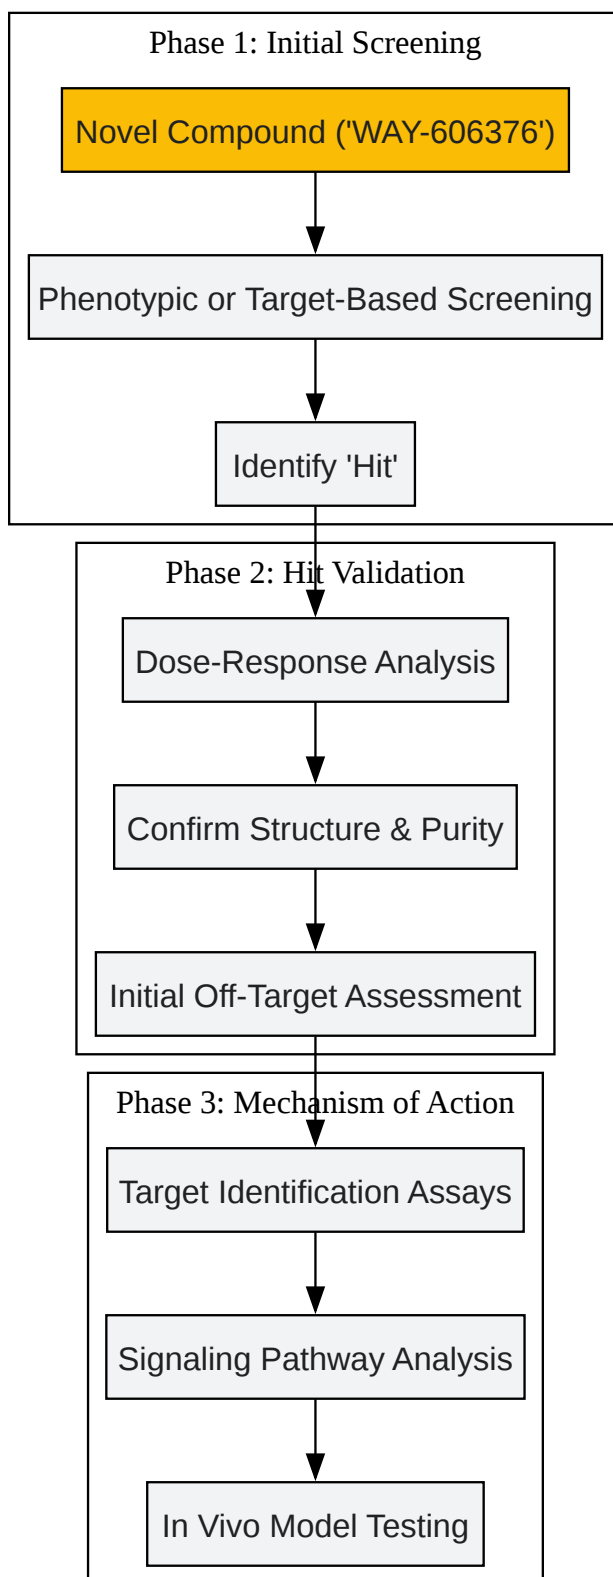 Phase 1: Initial Screening
Novel Compound ('WAY-606376')
Phenotypic or Target-Based Screening
Identify 'Hit'
Phase 2: Hit Validation
Dose-Response Analysis
Confirm Structure & Purity
Initial Off-Target Assessment
Phase 3: Mechanism of Action
Target Identification Assays
Signaling Pathway Analysis
In Vivo Model Testing